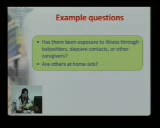 Example questions
• Has there been exposure to illness through
babysitters, daycare contacts, or other
caregivers?
• Are others at home sick?